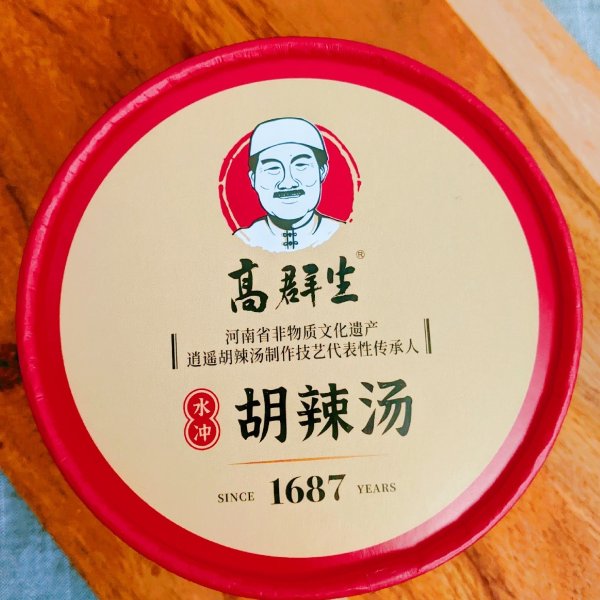 高群生®
河南省非物质文化遗产
逍遥胡辣汤制作技艺代表性传承人
水冲 胡辣汤
SINCE 1687 YEARS